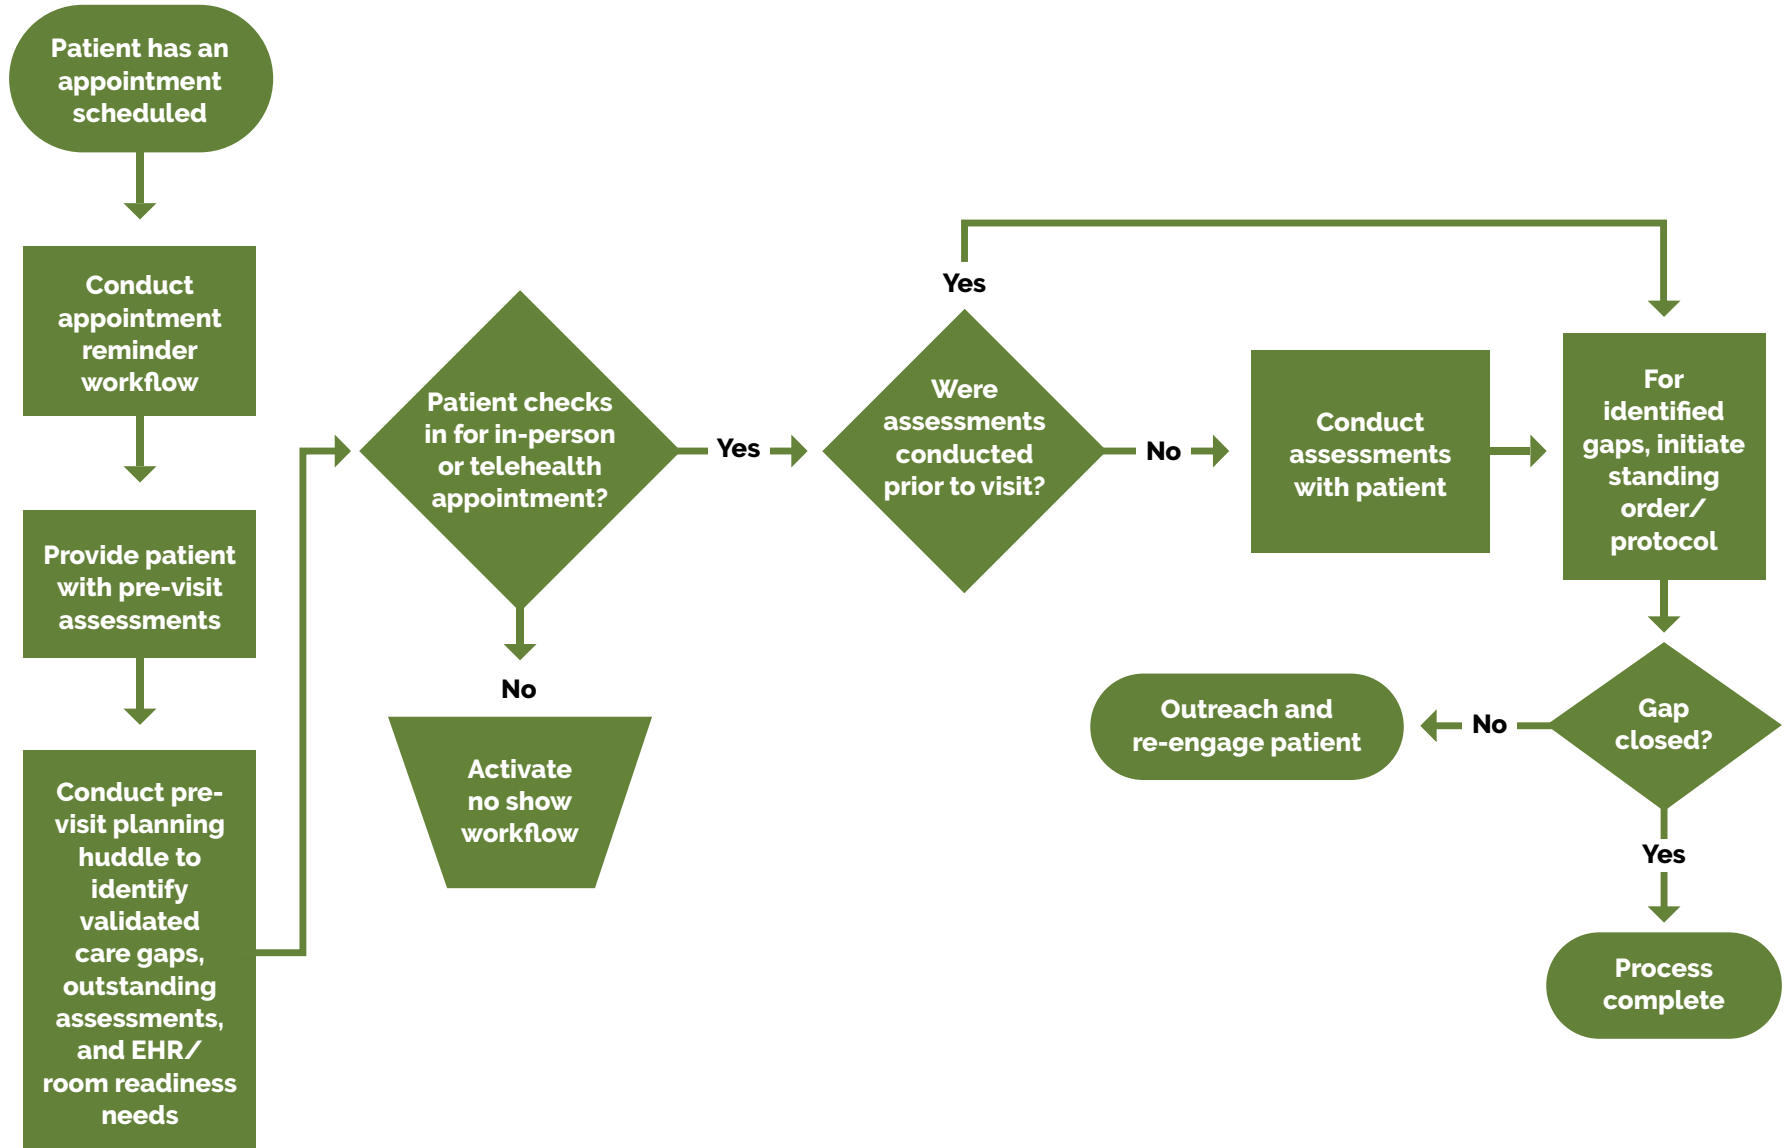 Patient has an
appointment
scheduled
Conduct
appointment
reminder
workflow
Provide patient
with pre-visit
assessments
Conduct pre-
visit planning
huddle to
identify
validated
care gaps,
outstanding
assessments,
and EHR/
room readiness
needs
Patient checks
in for in-person
or telehealth
appointment?
No
Activate
no show
workflow
Yes
Were
assessments
conducted
prior to visit?
Yes
No
Conduct
assessments
with patient
For
identified
gaps, initiate
standing
order/
protocol
Gap
closed?
No
Outreach and
re-engage patient
Yes
Process
complete